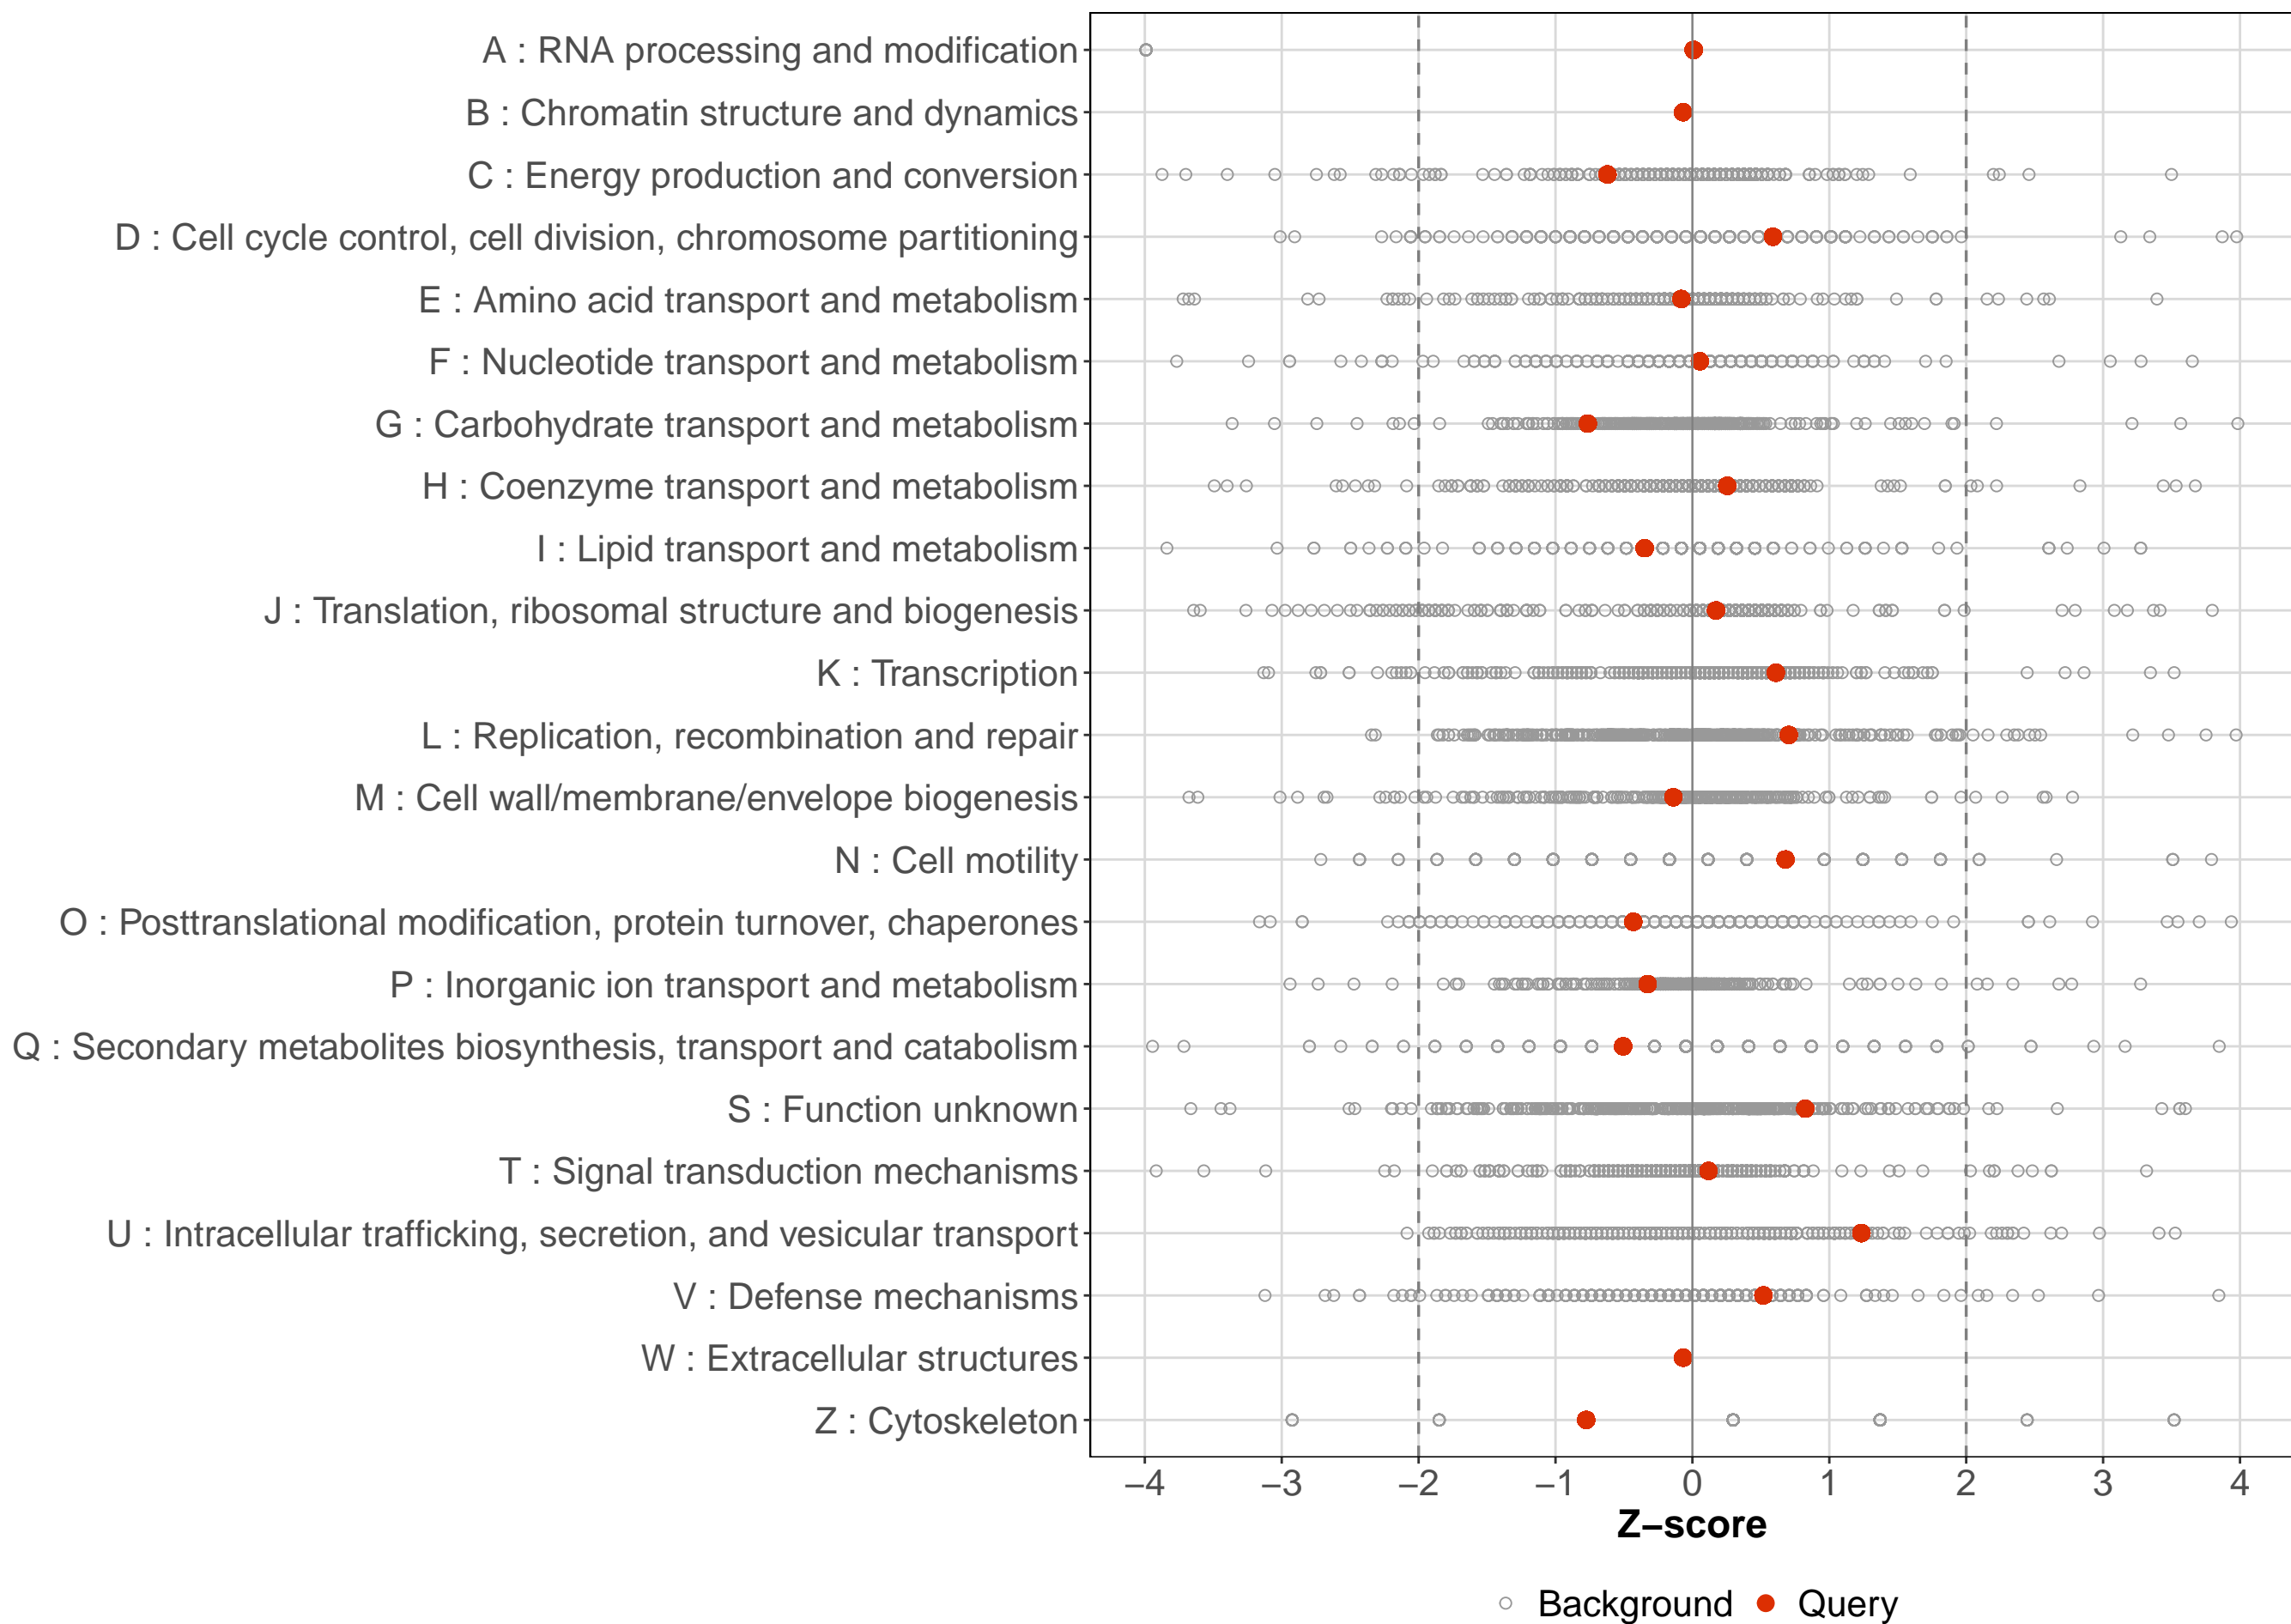 A : RNA processing and modification
B : Chromatin structure and dynamics
C : Energy production and conversion
D : Cell cycle control, cell division, chromosome partitioning
E : Amino acid transport and metabolism
F : Nucleotide transport and metabolism
G : Carbohydrate transport and metabolism
H : Coenzyme transport and metabolism
I : Lipid transport and metabolism
J : Translation, ribosomal structure and biogenesis
K : Transcription
L : Replication, recombination and repair
M : Cell wall/membrane/envelope biogenesis
N : Cell motility
O : Posttranslational modification, protein turnover, chaperones
P : Inorganic ion transport and metabolism
Q : Secondary metabolites biosynthesis, transport and catabolism
S : Function unknown
T : Signal transduction mechanisms
U : Intracellular trafficking, secretion, and vesicular transport
V : Defense mechanisms
W : Extracellular structures
Z : Cytoskeleton
−4 −3 −2 −1 0 1 2 3 4
Z−score
Background Query